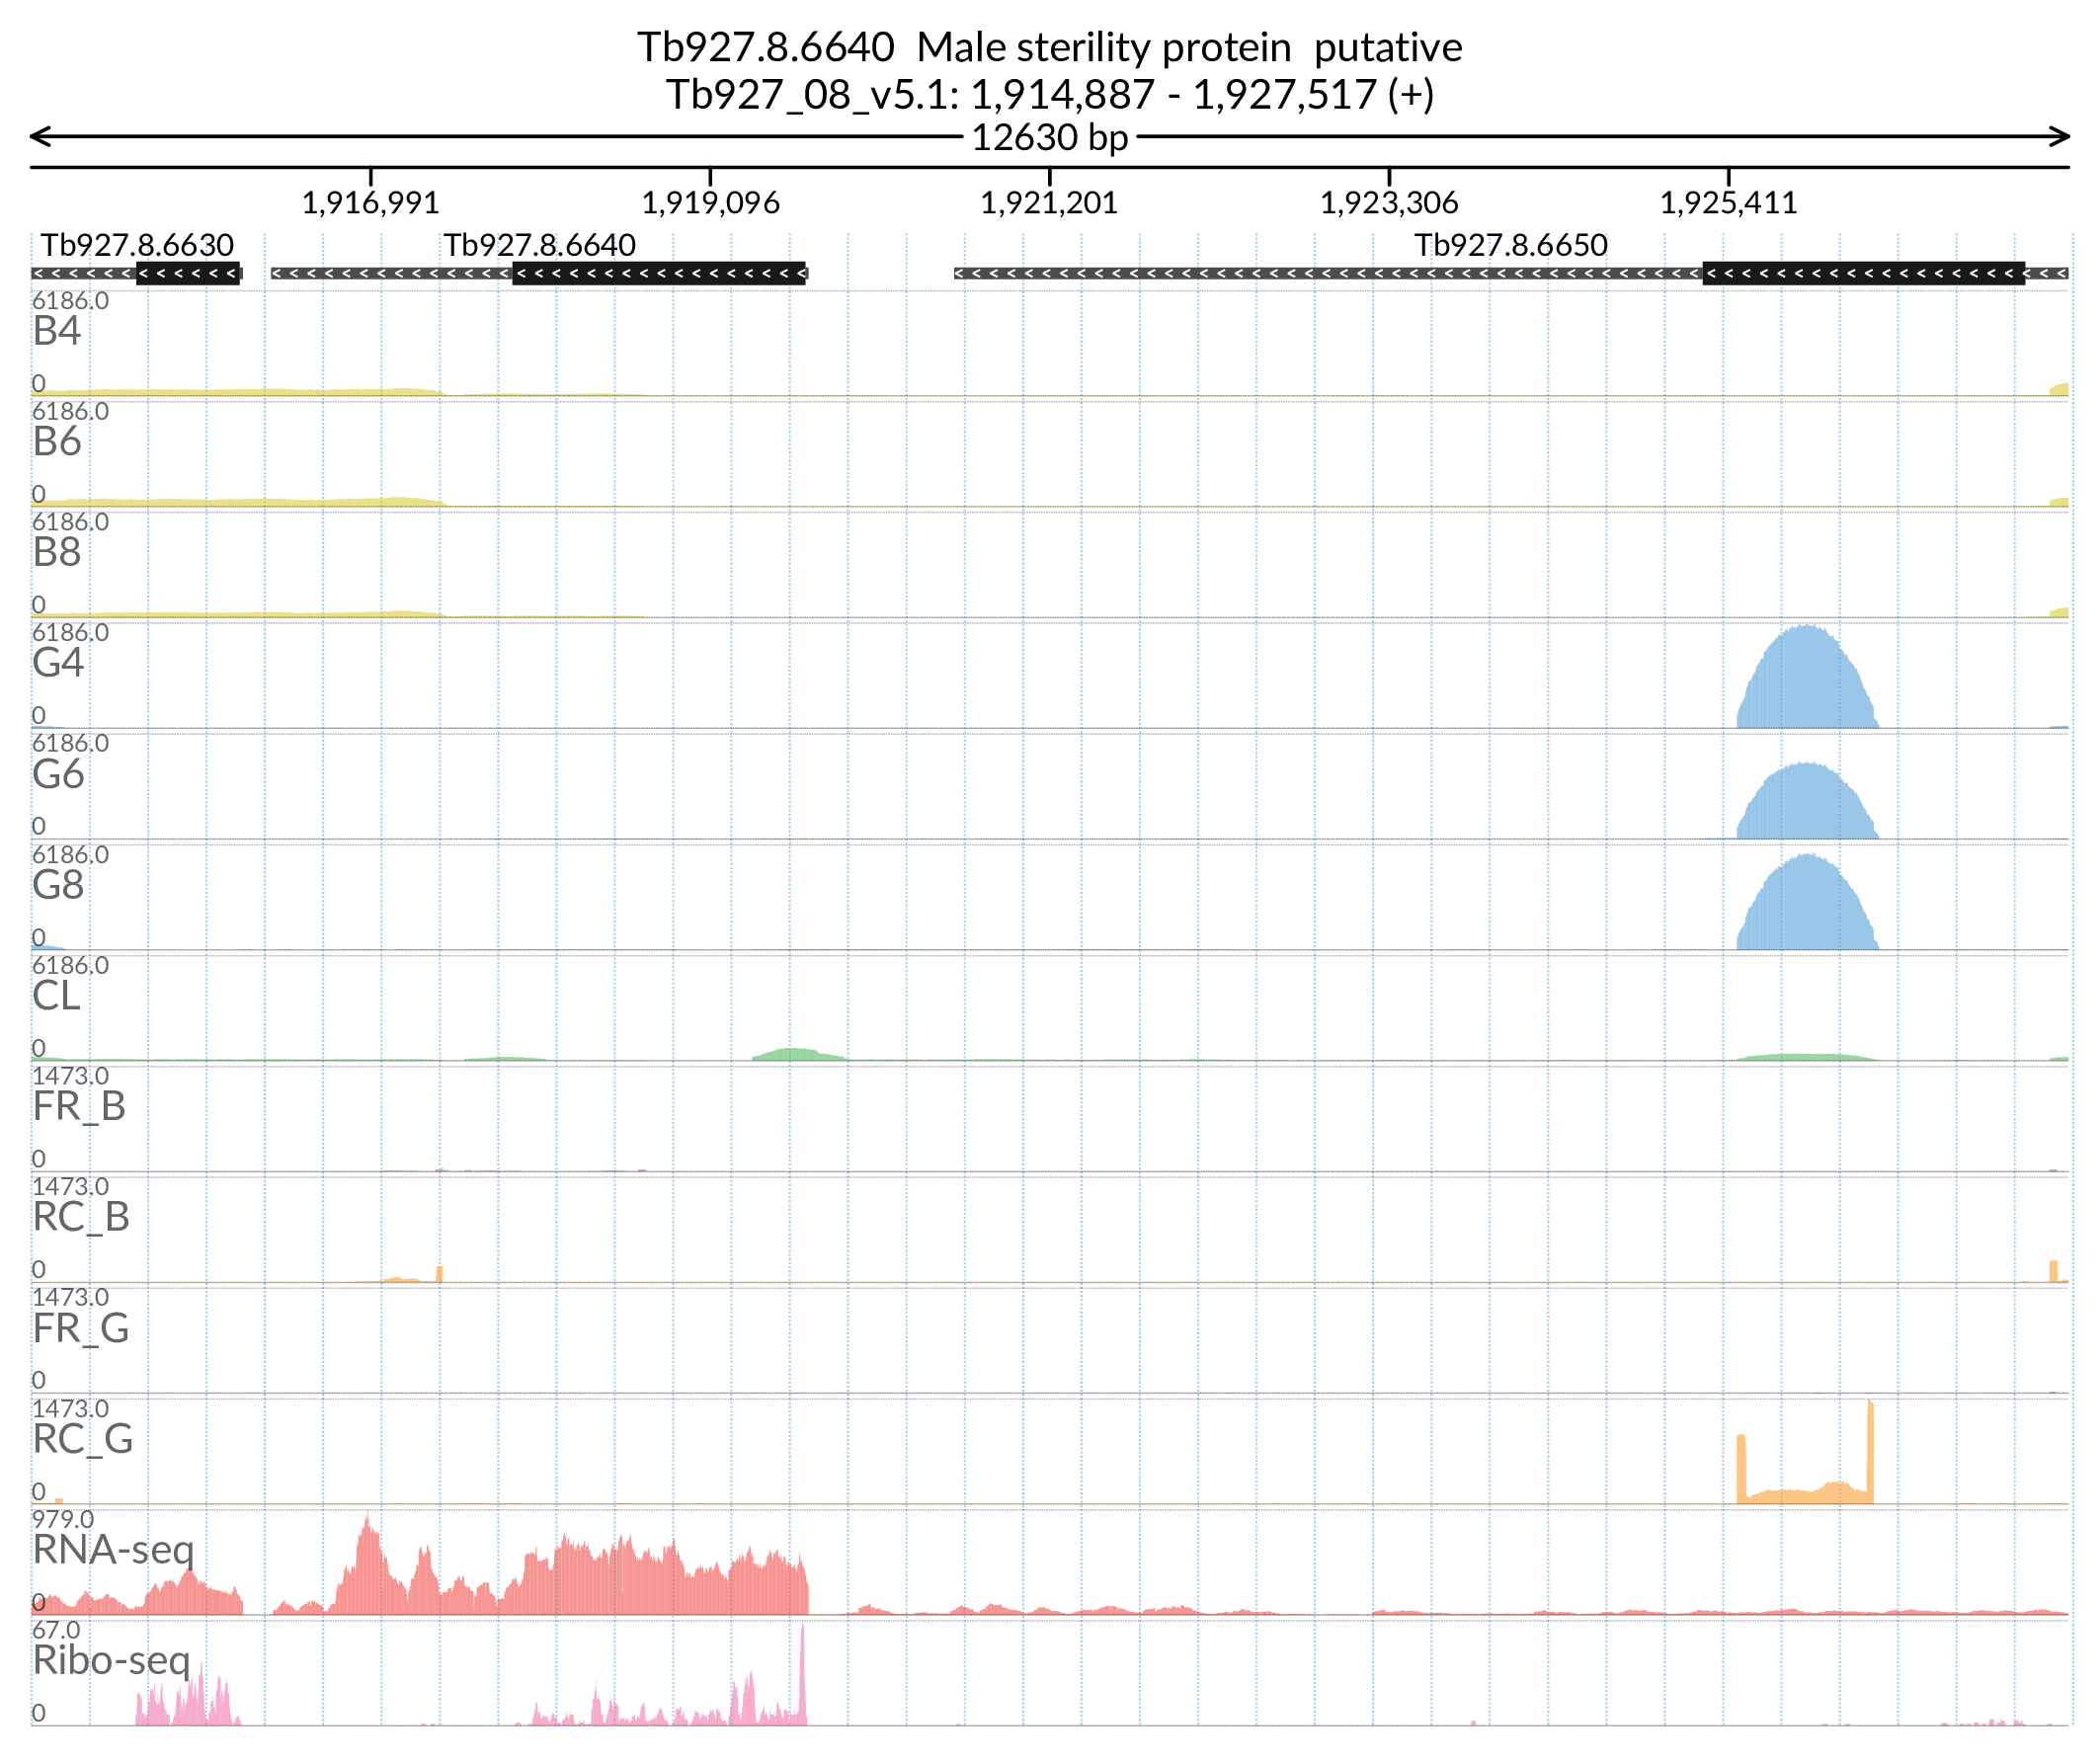 Tb927.8.6640  Male sterility protein  putative
Tb927_08_v5.1: 1,914,887 - 1,927,517 (+)
12630 bp
1,916,991 1,919,096 1,921,201 1,923,306 1,925,411
Tb927.8.6630 Tb927.8.6640 Tb927.8.6650
6186.0
B4
0
6186.0
B6
0
6186.0
B8
0
6186.0
G4
0
6186.0
G6
0
6186.0
G8
0
6186.0
CL
0
1473.0
FR_B
0
1473.0
RC_B
0
1473.0
FR_G
0
1473.0
RC_G
0
979.0
RNA-seq
0
67.0
Ribo-seq
0